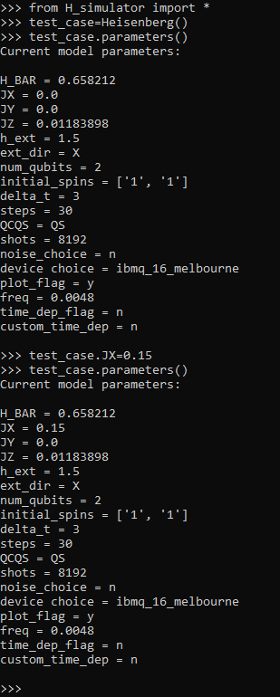 >>> from H_simulator import *
>>> test_case=Heisenberg()
>>> test_case.parameters()
Current model parameters:
H_BAR = 0.658212
JX = 0.0
JY = 0.0
JZ = 0.01183898
h_ext = 1.5
ext_dir = X
num_qubits = 2
initial_spins = ['1', '1']
delta_t = 3
steps = 30
QCQS = QS
shots = 8192
noise_choice = n
device choice = ibmq_16_melbourne
plot_flag = y
freq = 0.0048
time_dep_flag = n
custom_time_dep = n
>>> test_case.JX=0.15
>>> test_case.parameters()
Current model parameters:
H_BAR = 0.658212
JX = 0.15
JY = 0.0
JZ = 0.01183898
h_ext = 1.5
ext_dir = X
num_qubits = 2
initial_spins = ['1', '1']
delta_t = 3
steps = 30
QCQS = QS
shots = 8192
noise_choice = n
device choice = ibmq_16_melbourne
plot_flag = y
freq = 0.0048
time_dep_flag = n
custom_time_dep = n
>>>